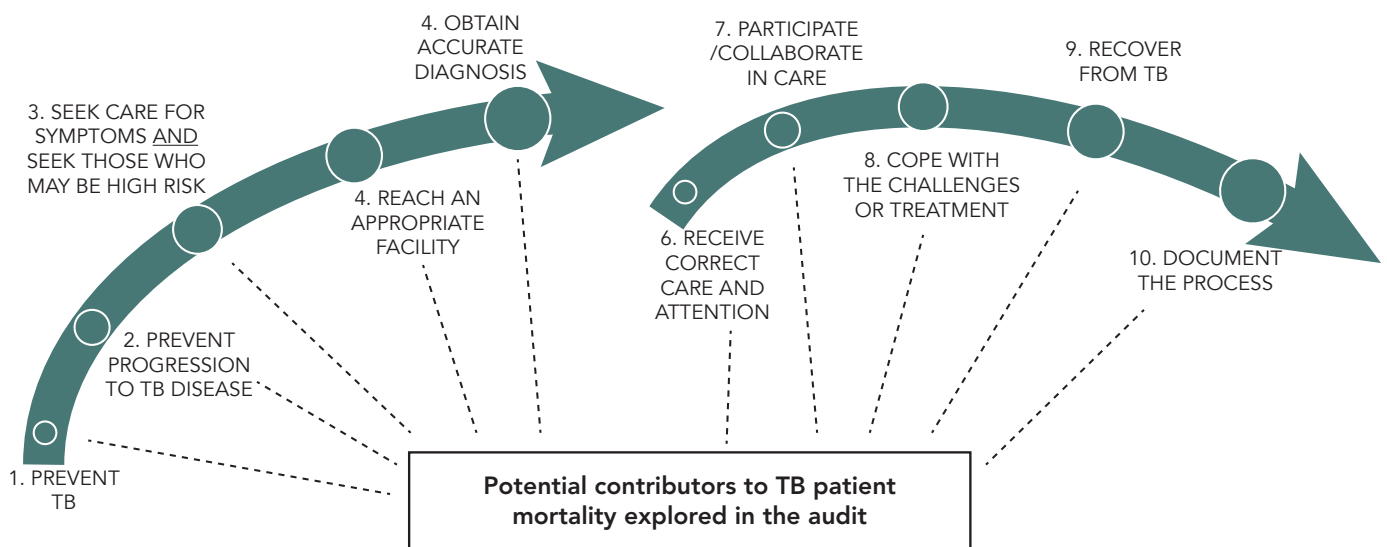 1. PREVENT
TB
2. PREVENT
PROGRESSION
TO TB DISEASE
3. SEEK CARE FOR
SYMPTOMS AND
SEEK THOSE WHO
MAY BE HIGH RISK
4. REACH AN
APPROPRIATE
FACILITY
4. OBTAIN
ACCURATE
DIAGNOSIS
6. RECEIVE
CORRECT
CARE AND
ATTENTION
7. PARTICIPATE
/COLLABORATE
IN CARE
8. COPE WITH
THE CHALLENGES
OR TREATMENT
9. RECOVER
FROM TB
10. DOCUMENT
THE PROCESS
Potential contributors to TB patient
mortality explored in the audit